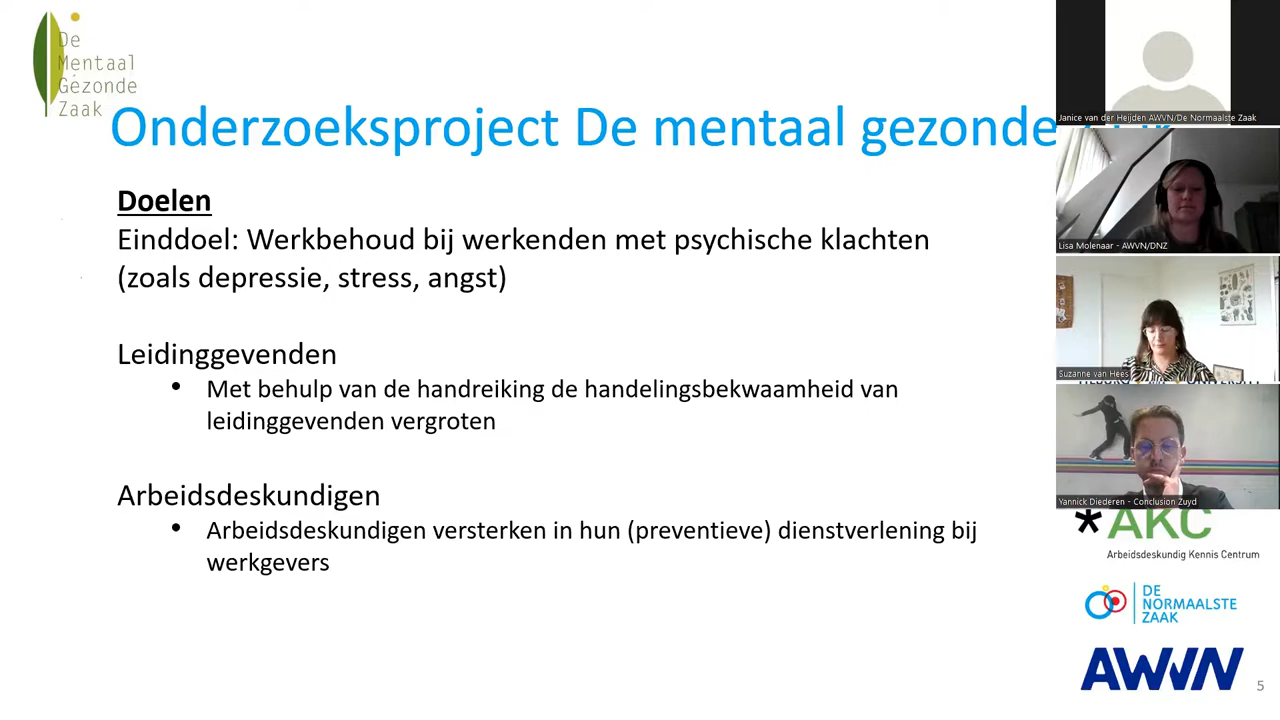 De
Mentaal
Gezonde
Zaak
Onderzoeksproject De mentaal gezonde
Doelen
Einddoel: Werkbehoud bij werkenden met psychische klachten
(zoals depressie, stress, angst)
Leidinggevenden
• Met behulp van de handreiking de handelingsbekwaamheid van
leidinggevenden vergroten
Arbeidsdeskundigen
• Arbeidsdeskundigen versterken in hun (preventieve) dienstverlening bij
werkgevers
Janice van der Heijden AWVN/De Normaalste Zaak
Lisa Molenaar - AWVN/DNZ
Suzanne van Hees
Yannick Diederen - Conclusion Zuyd
*AKC
Arbeidsdeskundig Kennis Centrum
DE
NORMAALSTE
ZAAK
AWVN
5